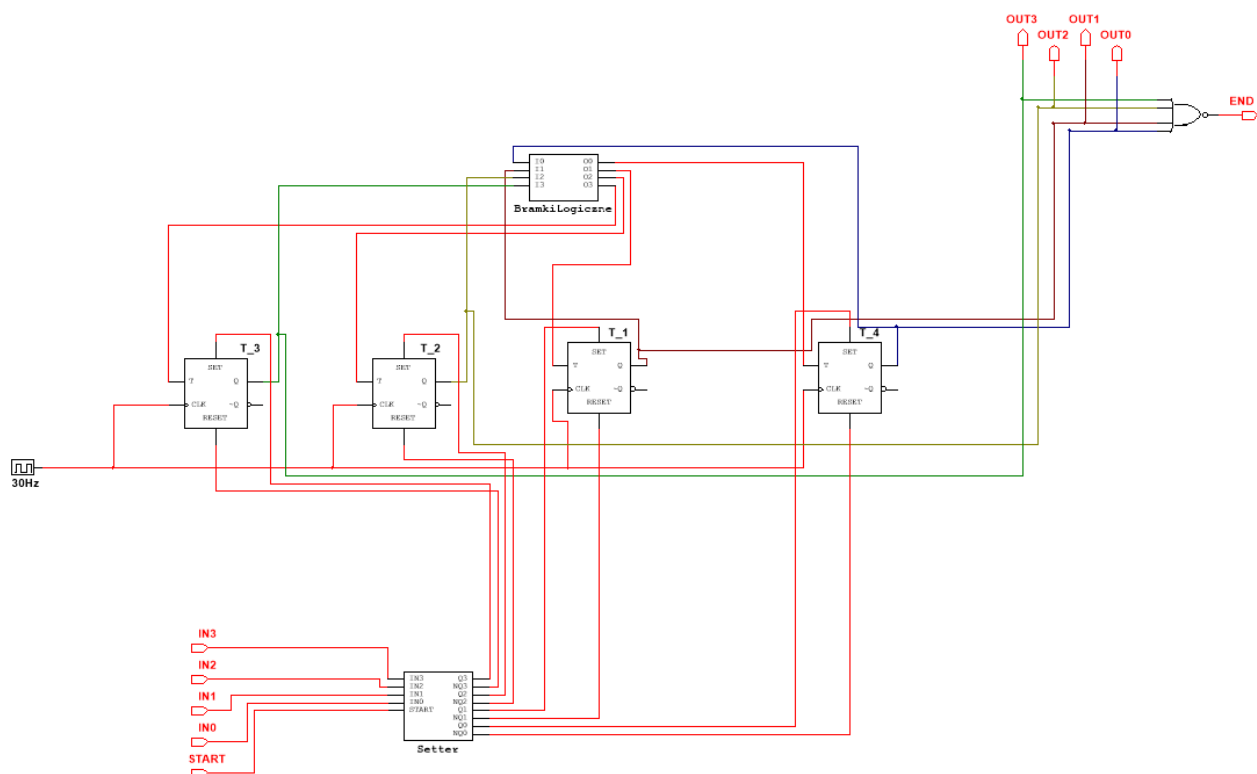 OUT3
OUT2
OUT1
OUT0
END
I0 O0
I1 O1
I2 O2
I3 O3
BramkiLogiczne
T_3
SET
T Q
CLK ~Q
RESET
T_2
SET
T Q
CLK ~Q
RESET
T_1
SET
T Q
CLK ~Q
RESET
T_4
SET
T Q
CLK ~Q
RESET
30Hz
IN3
IN2
IN1
IN0
START
IN3 Q3
IN2 NQ3
IN1 Q2
IN0 NQ2
START Q1
NQ1
Q0
NQ0
Setter